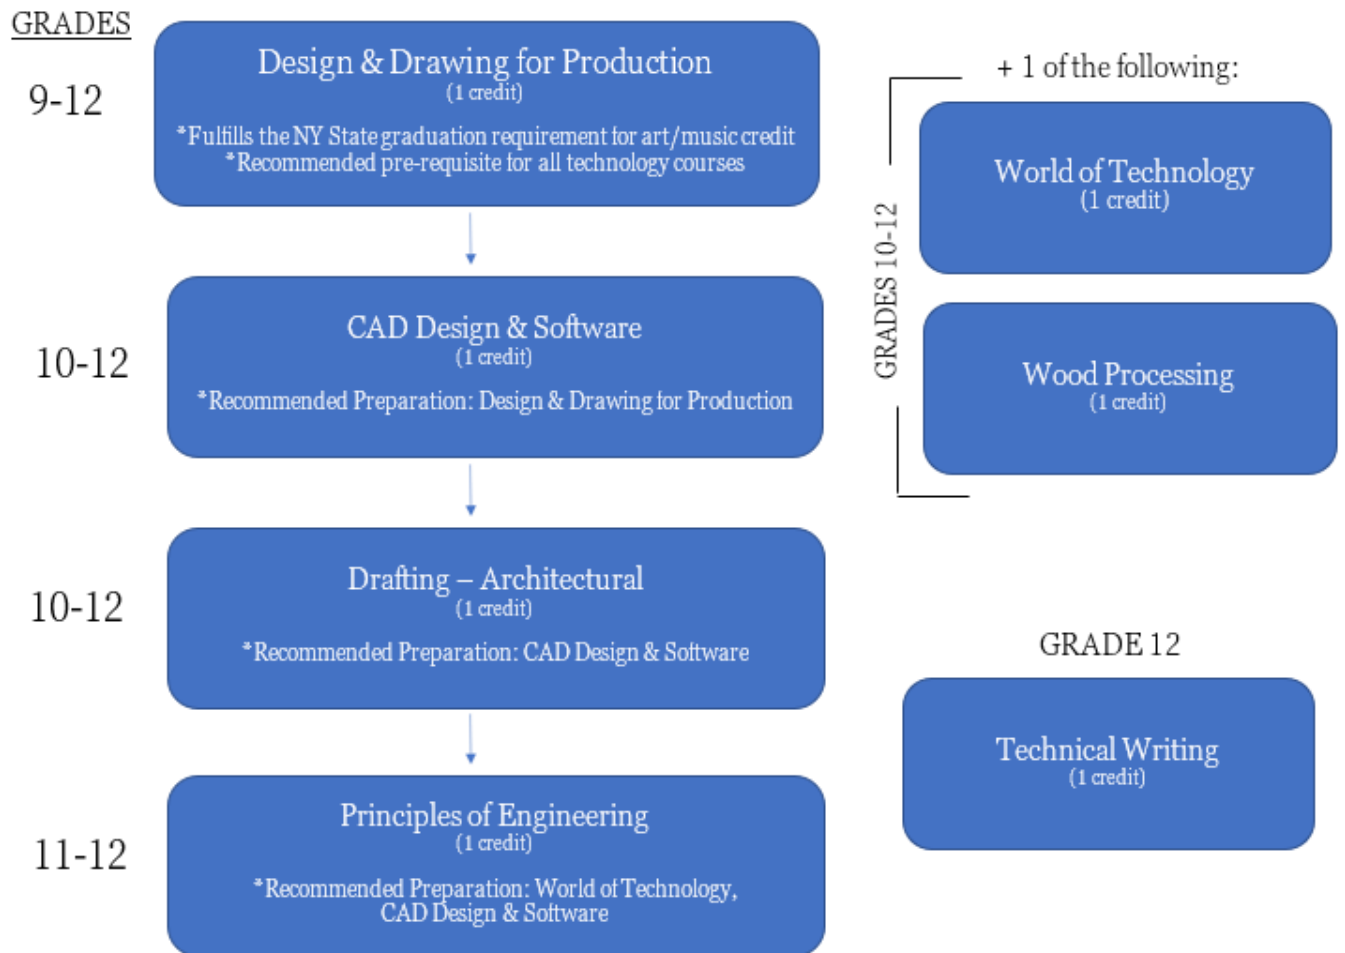 GRADES
9-12
Design & Drawing for Production
(1 credit)
*Fulfills the NY State graduation requirement for art/music credit
*Recommended pre-requisite for all technology courses
10-12
CAD Design & Software
(1 credit)
*Recommended Preparation: Design & Drawing for Production
10-12
Drafting – Architectural
(1 credit)
*Recommended Preparation: CAD Design & Software
11-12
Principles of Engineering
(1 credit)
*Recommended Preparation: World of Technology,
CAD Design & Software
+ 1 of the following:
GRADES 10-12
World of Technology
(1 credit)
Wood Processing
(1 credit)
GRADE 12
Technical Writing
(1 credit)